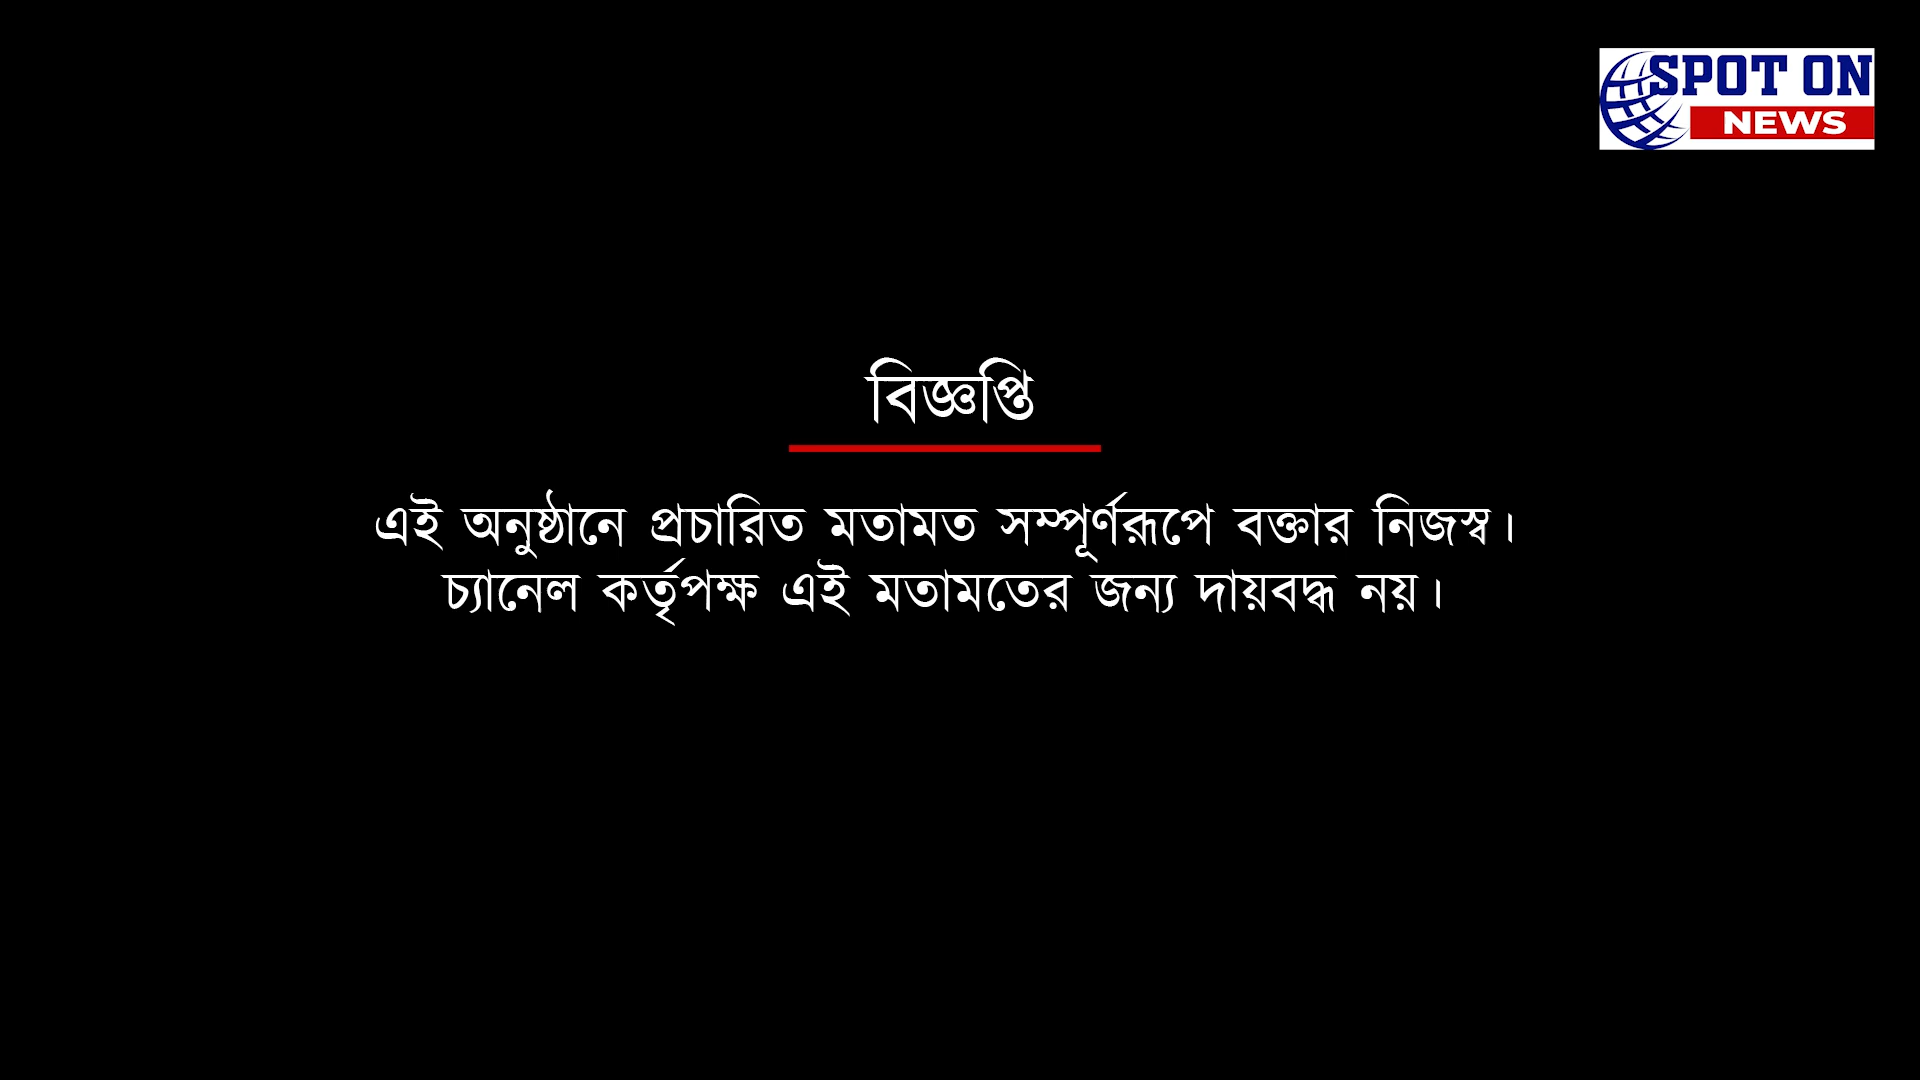 SPOT ON
NEWS
বিজ্ঞপ্তি
এই অনুষ্ঠানে প্রচারিত মতামত সম্পূর্ণরূপে বক্তার নিজস্ব।
চ্যানেল কর্তৃপক্ষ এই মতামতের জন্য দায়বদ্ধ নয়।